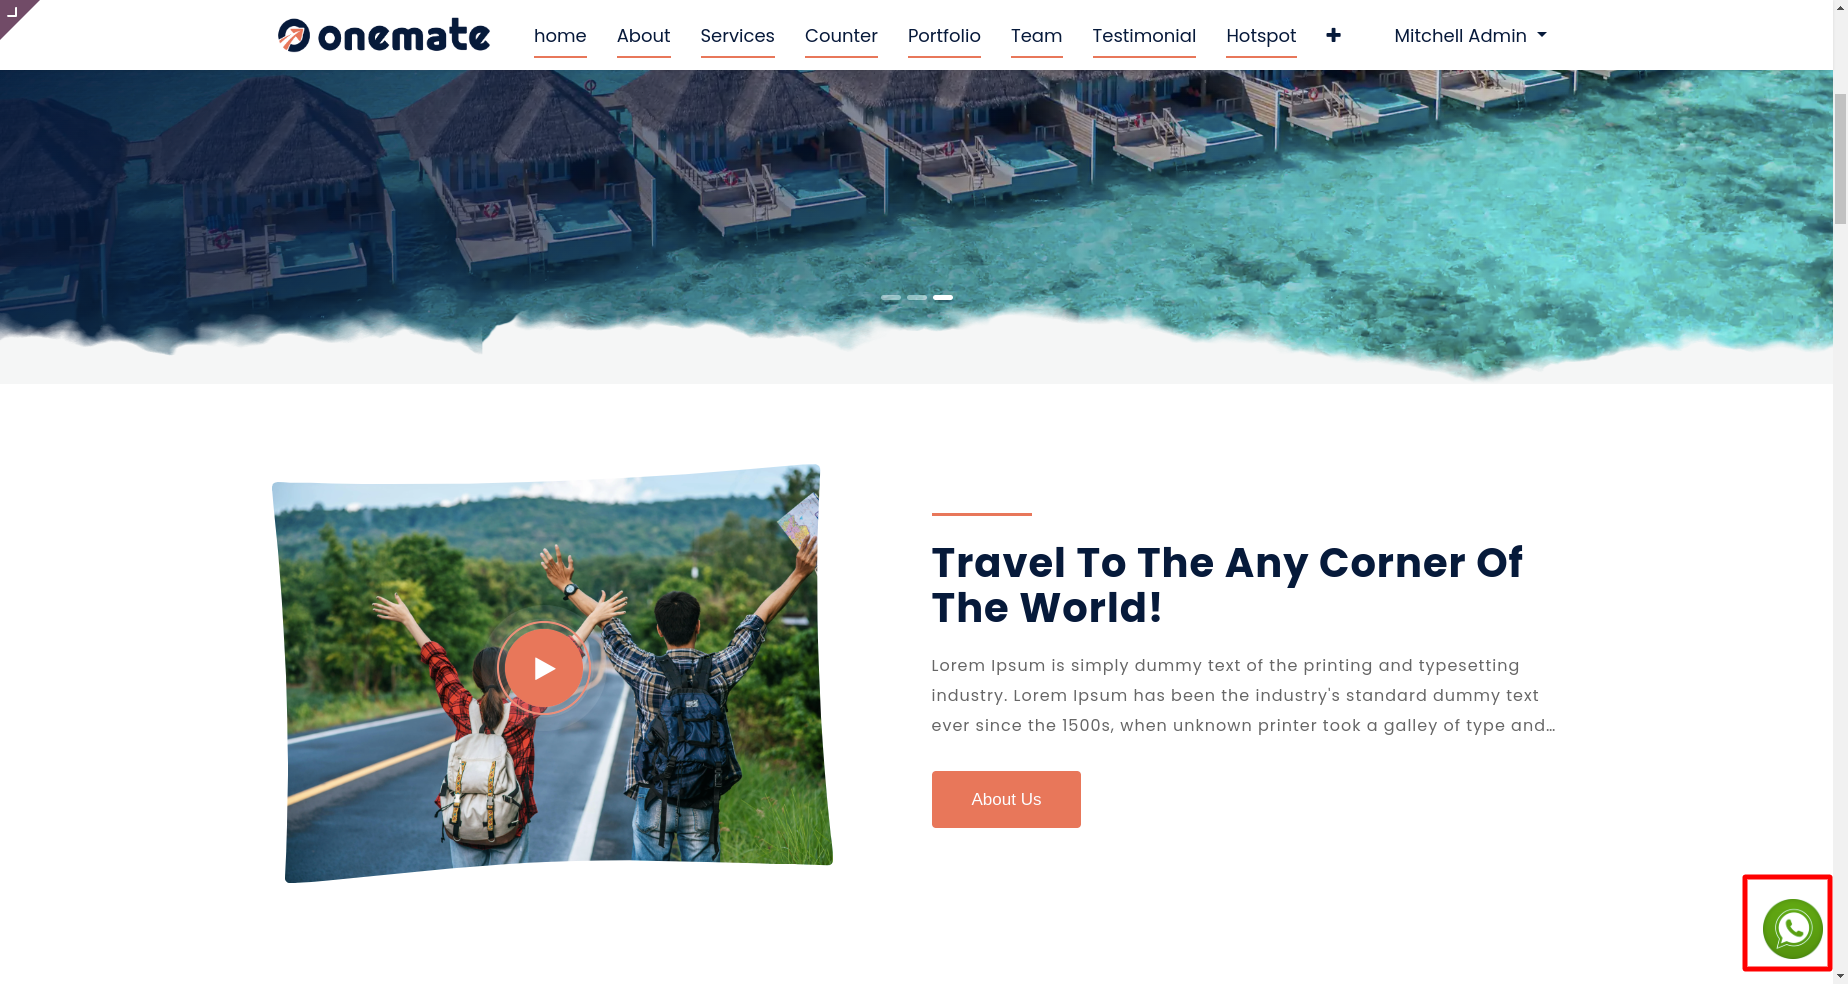 onemate
home About Services Counter Portfolio Team Testimonial Hotspot + Mitchell Admin
Travel To The Any Corner Of
The World!
Lorem Ipsum is simply dummy text of the printing and typesetting
industry. Lorem Ipsum has been the industry's standard dummy text
ever since the 1500s, when unknown printer took a galley of type and…
About Us